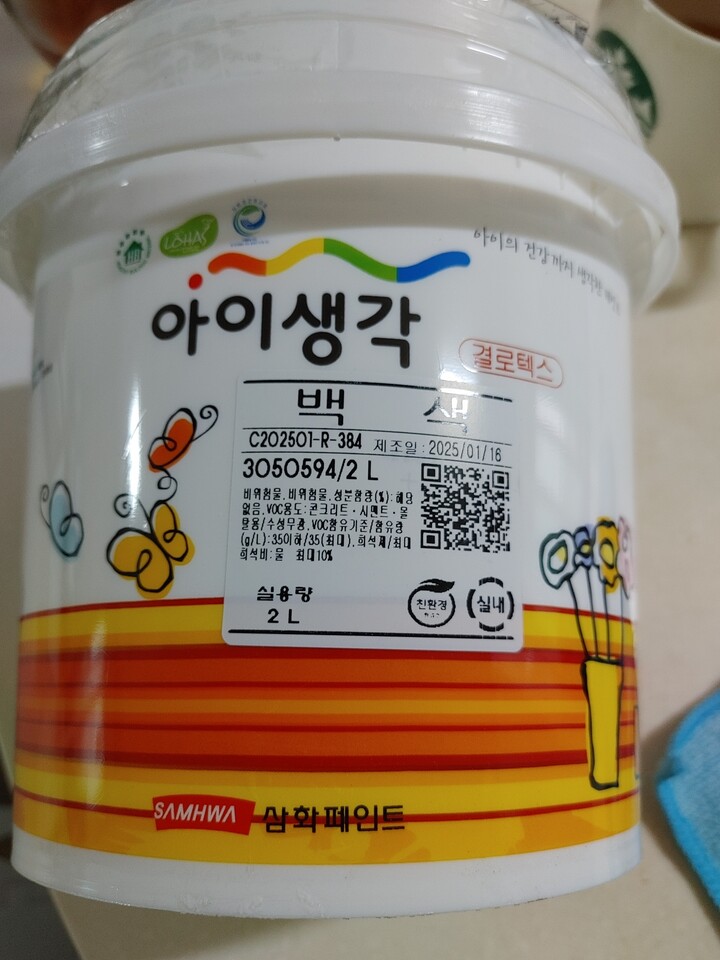 LOHAS
HB
아이의 건강까지 생각한
아이생각
결로텍스
백 색
C202501-R-384 제조일 : 2025/01/16
3050594/2 L
비위험물, 비위험물, 성분함량(%):해당
없음, VOC용도:콘크리트·시멘트·몰
탈용/수성무광, VOC함유기준/함유량
(g/L):35이하/35(최대), 희석제/최대
희석비:물 최대10%
실용량
2 L
친환경
실내
SAMHWA 삼화페인트